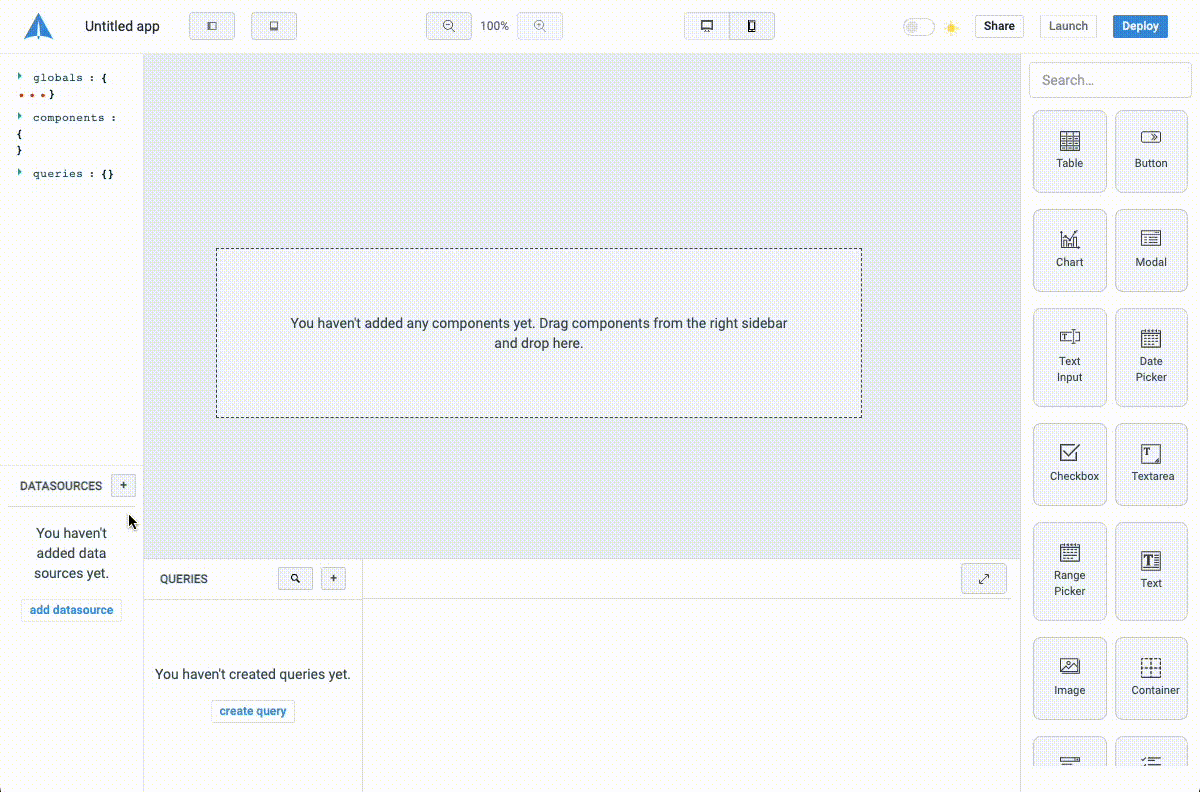 Untitled app
100%
Share
Launch
Deploy
globals : {
}
components :
{
}
queries : {}
You haven't added any components yet. Drag components from the right sidebar
and drop here.
Search…
Table
Button
Chart
Modal
Text
Input
Date
Picker
Checkbox
Textarea
Range
Picker
Text
Image
Container
DATASOURCES
+
You haven't
added data
sources yet.
add datasource
QUERIES
+
You haven't created queries yet.
create query